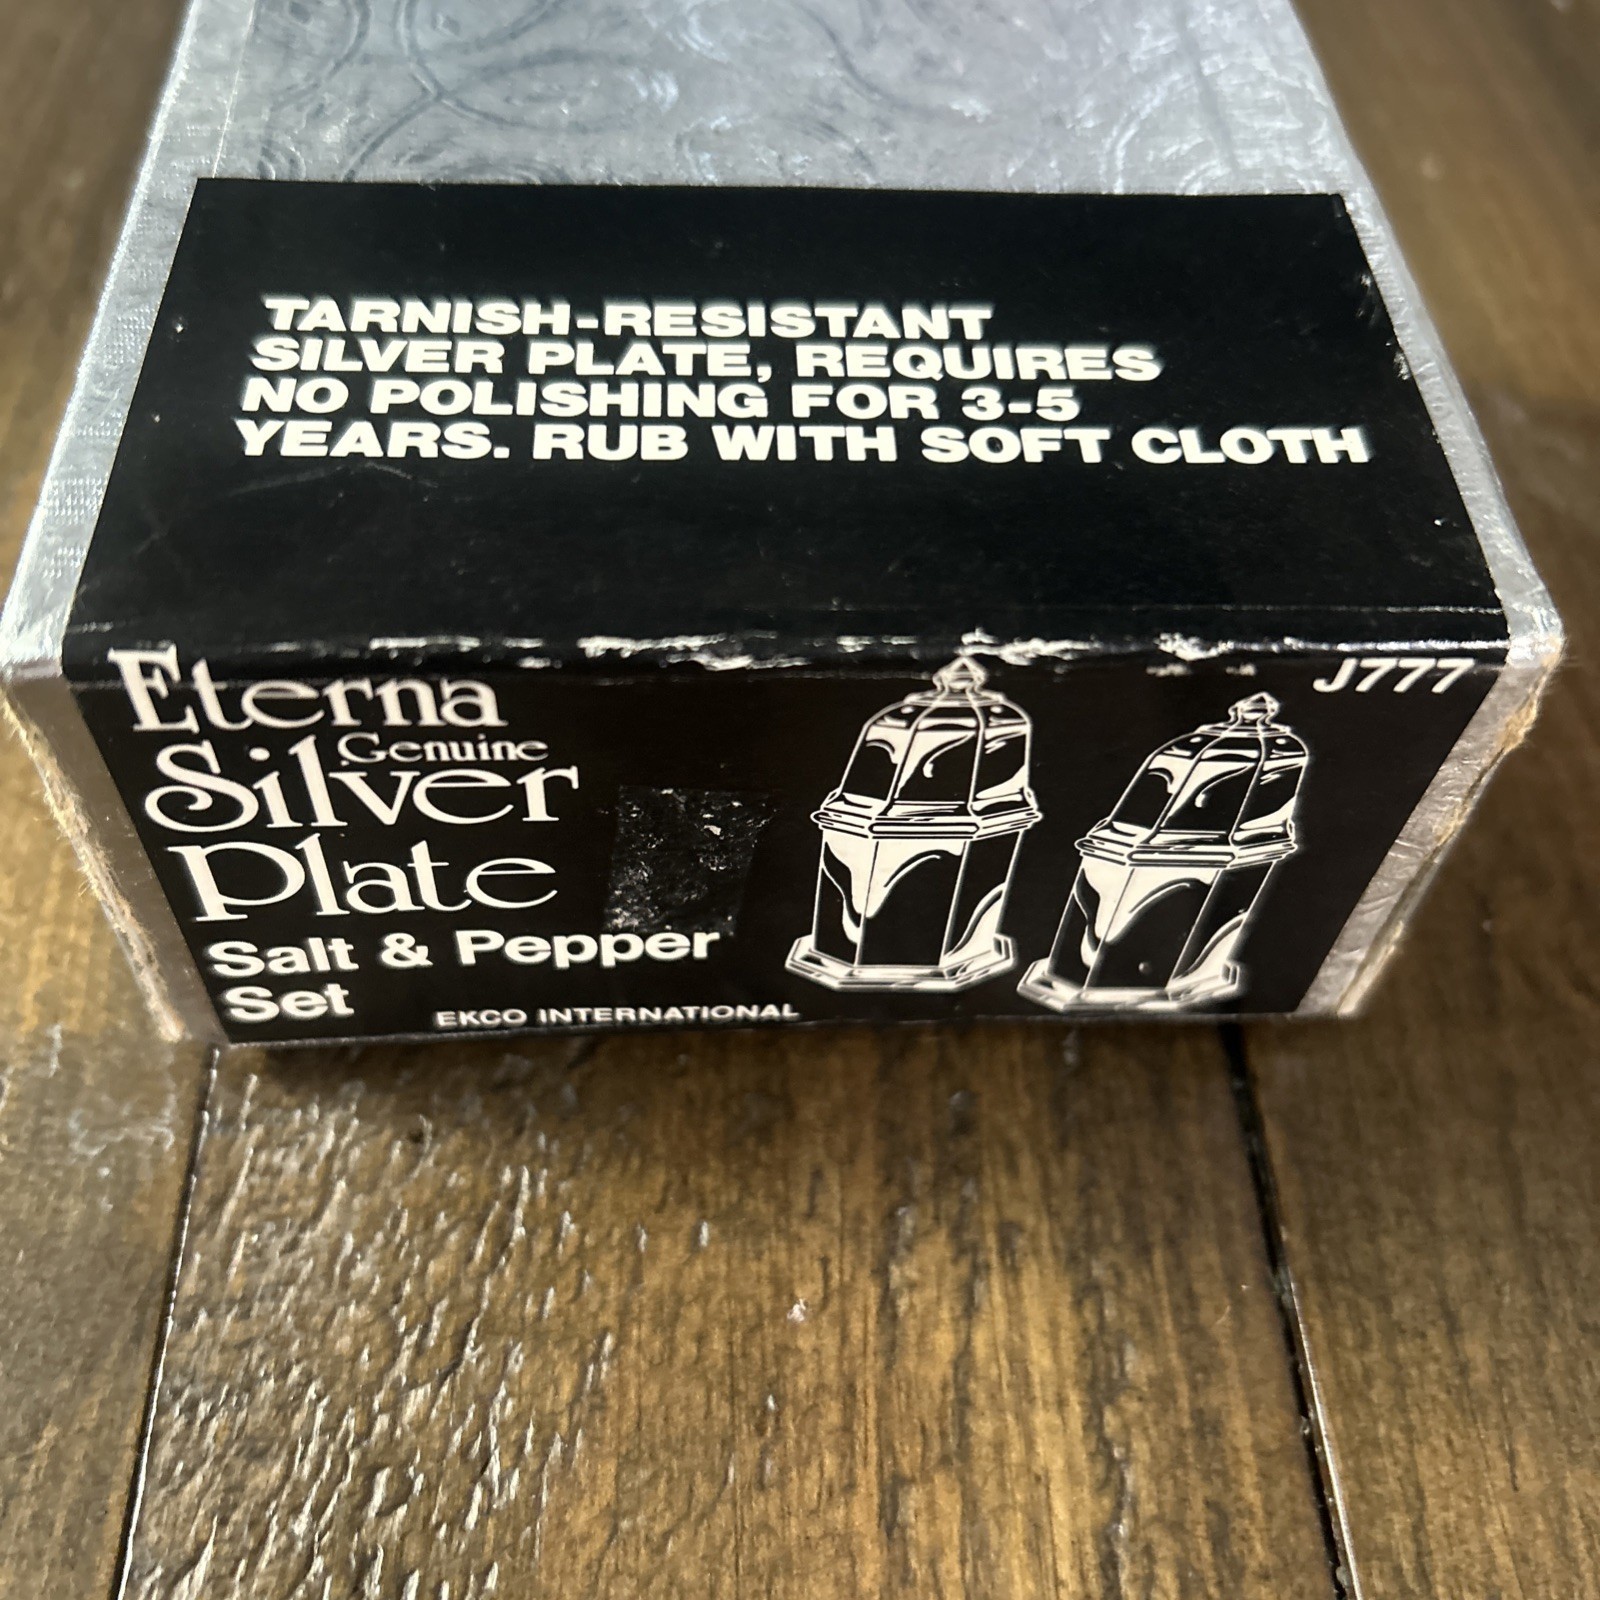 TARNISH-RESISTANT
SILVER PLATE, REQUIRES
NO POLISHING FOR 3-5
YEARS. RUB WITH SOFT CLOTH
Eterna
Genuine
Silver
Plate
Salt & Pepper
Set
EKCO INTERNATIONAL
J777